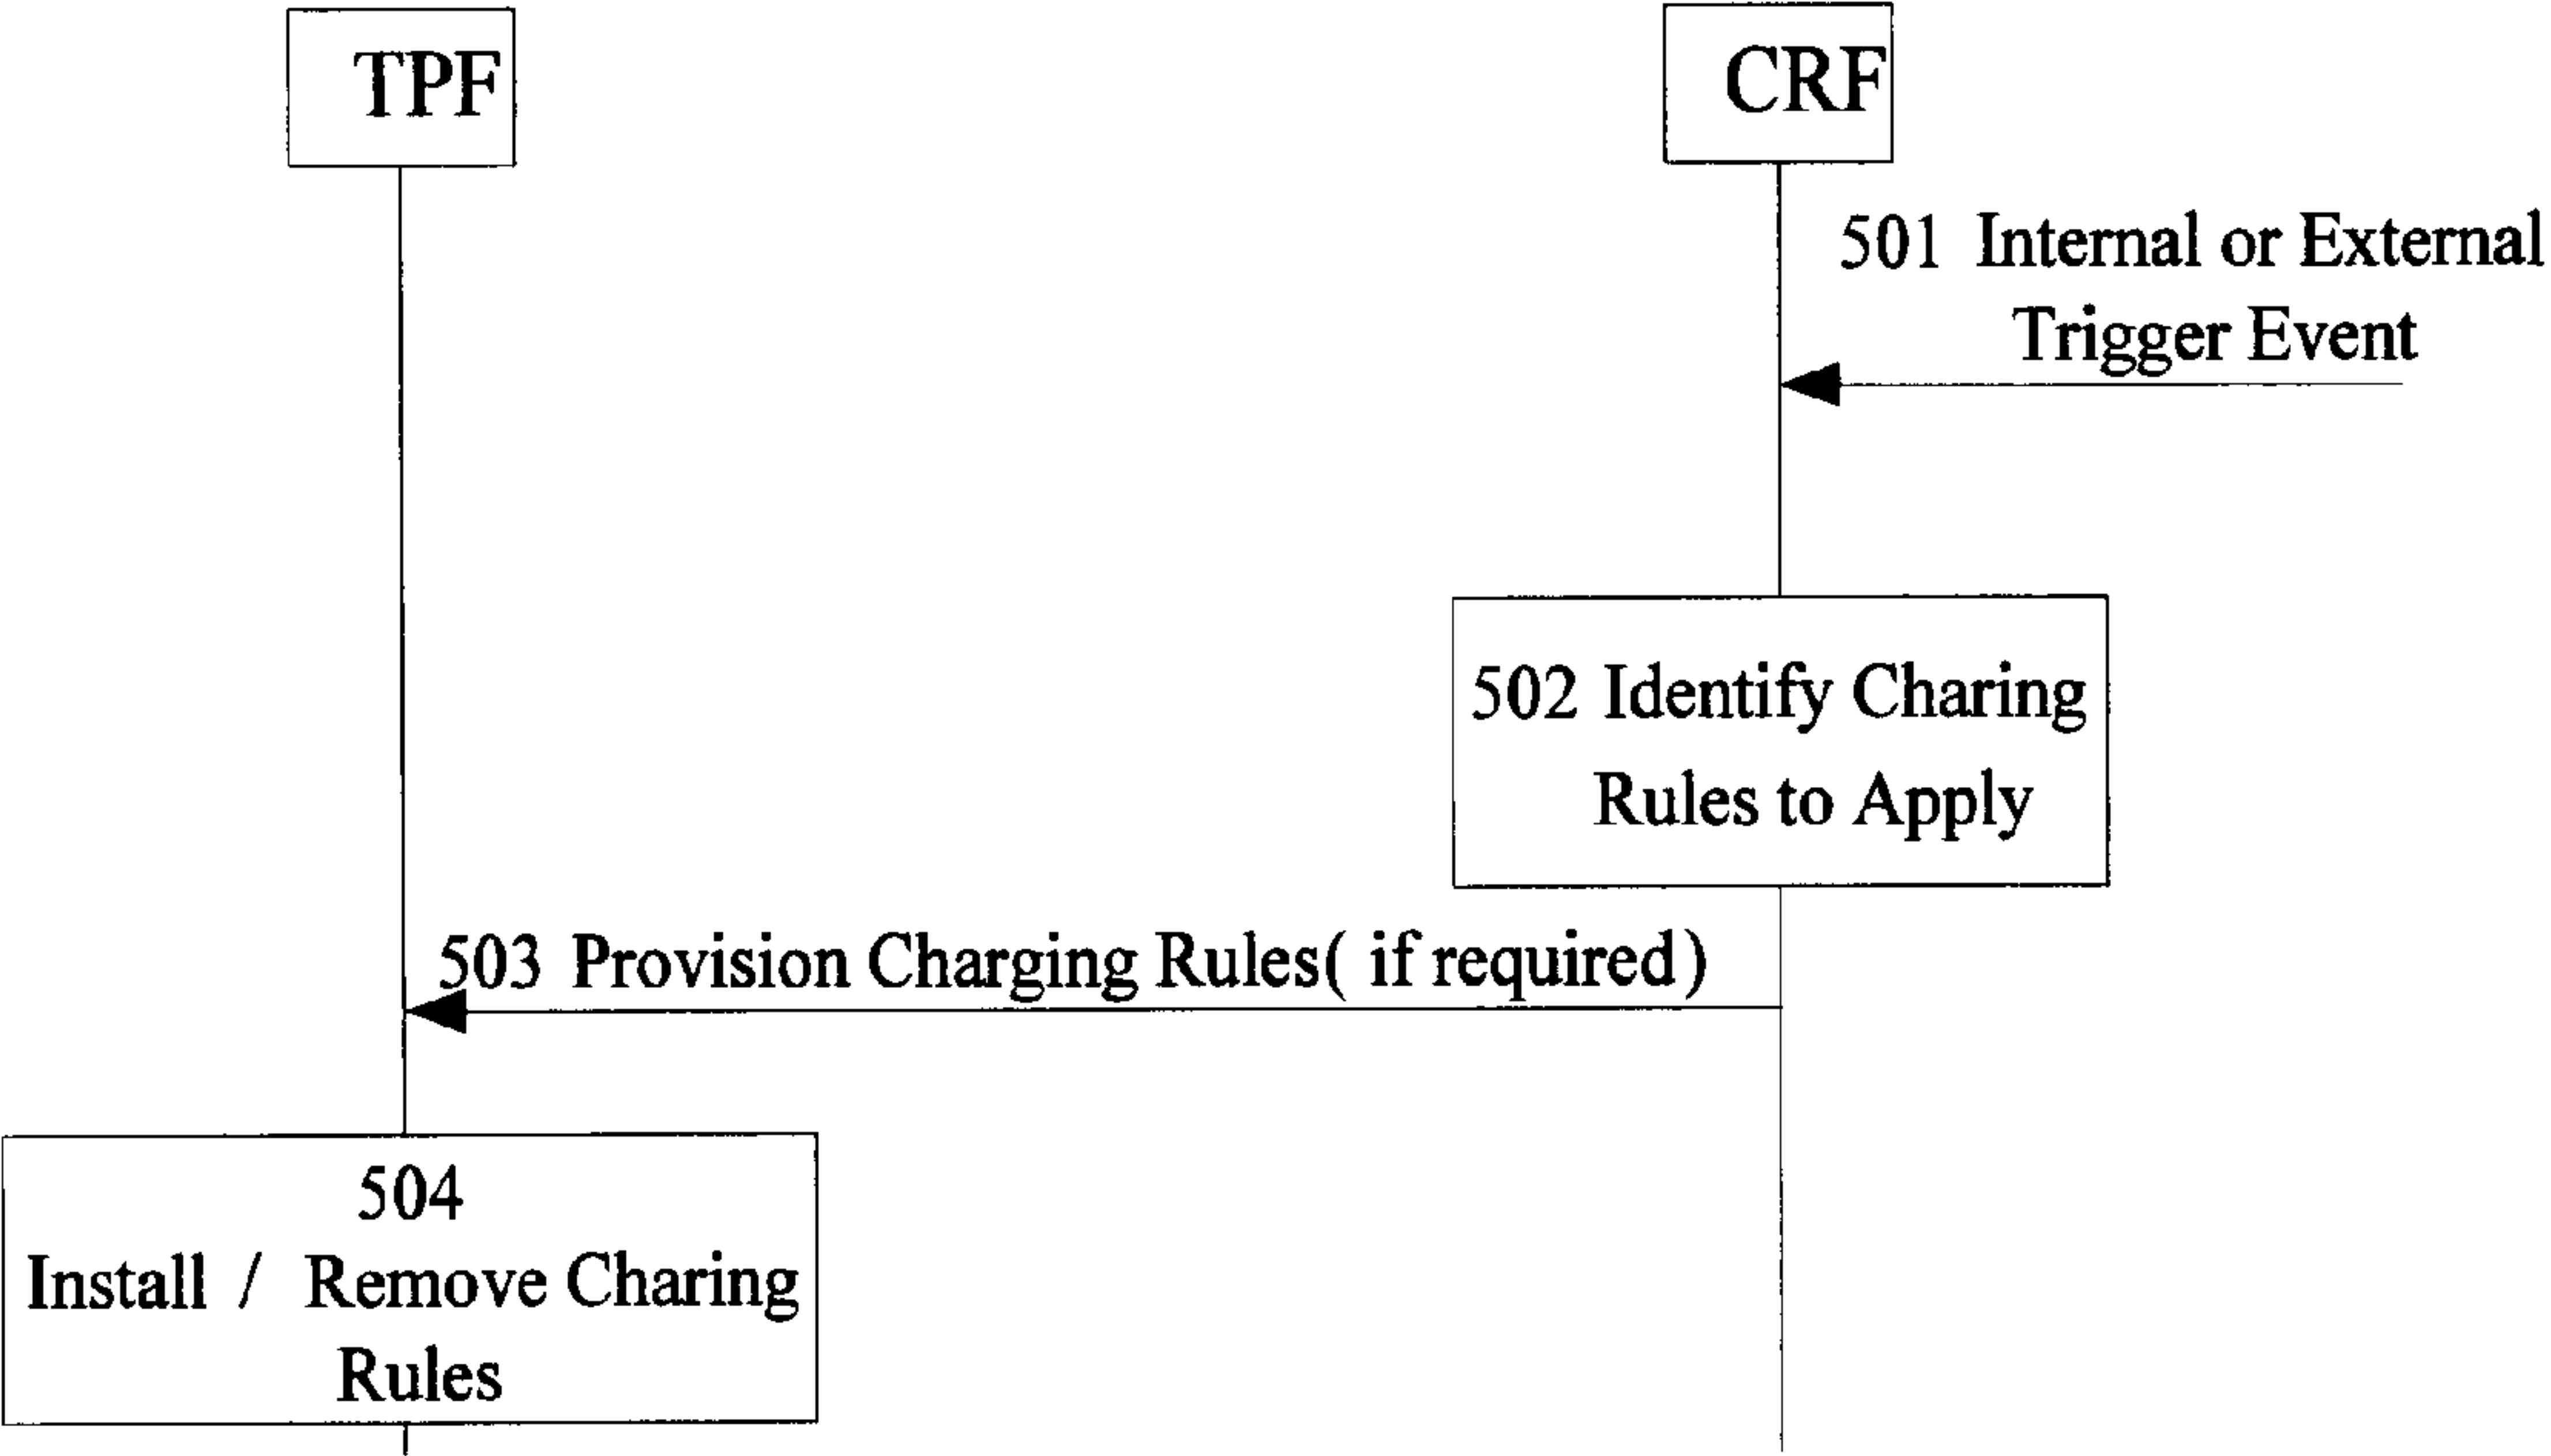 TPF
CRF
501 Internal or External
Trigger Event
502 Identify Charing
Rules to Apply
503 Provision Charging Rules( if required)
504
Install / Remove Charing
Rules